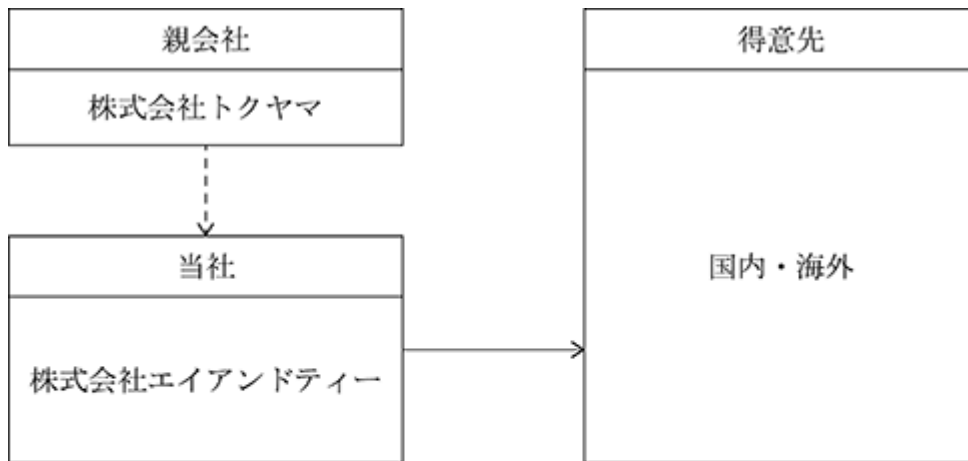 親会社
株式会社トクヤマ
当社
株式会社エイアンドティー
得意先
国内・海外